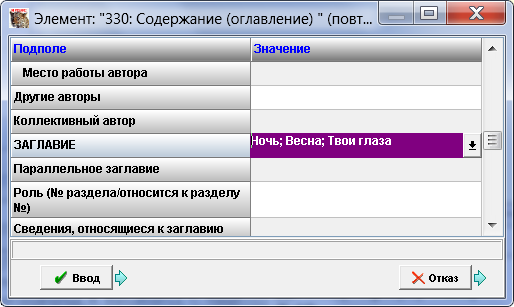 Элемент: "330: Содержание (оглавление) " (повт...
Подполе Значение
Место работы автора
Другие авторы
Коллективный автор
ЗАГЛАВИЕ Ночь; Весна; Твои глаза
Параллельное заглавие
Роль (№ раздела/относится к разделу
№)
Сведения, относящиеся к заглавию
Ввод Отказ